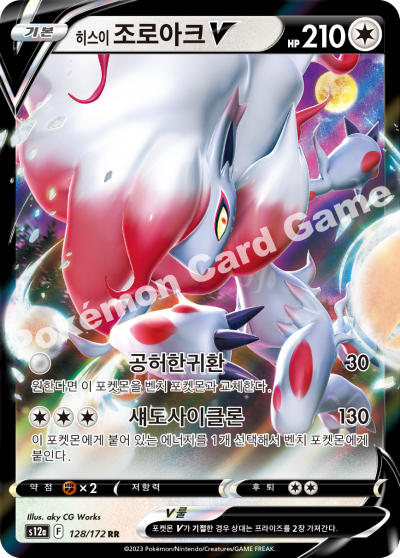 기본 히스이 조로아크 V HP 210
Pokémon Card Game
공허한귀환 30
원한다면 이 포켓몬을 벤치 포켓몬과 교체한다.
섀도사이클론 130
이 포켓몬에게 붙어 있는 에너지를 1개 선택해서 벤치 포켓몬에게
붙인다.
약점 ×2 저항력 후퇴
Illus. aky CG Works
s12a F 128/172 RR
V 룰
포켓몬 V가 기절한 경우 상대는 프라이즈를 2장 가져간다.
©2023 Pokémon/Nintendo/Creatures/GAME FREAK.